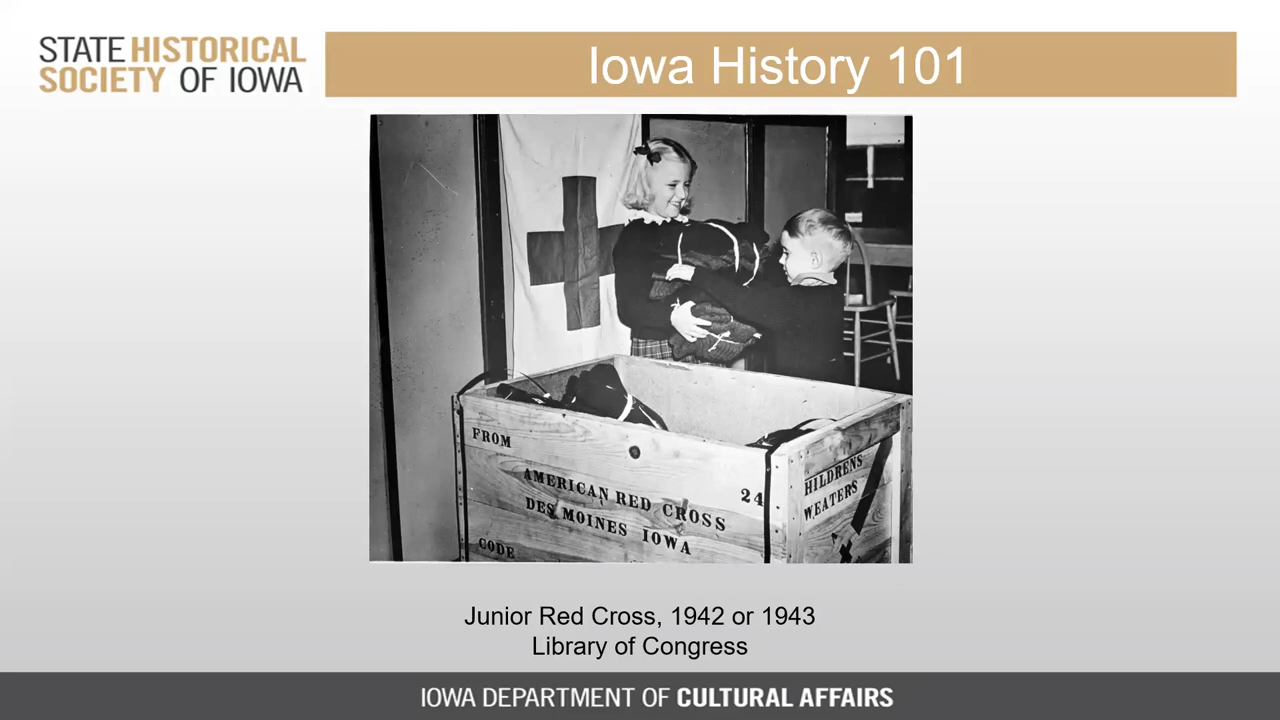 STATE HISTORICAL
SOCIETY OF IOWA
Iowa History 101
FROM
AMERICAN RED CROSS
DES MOINES IOWA
CODE
24
HILDRENS
WEATERS
Junior Red Cross, 1942 or 1943
Library of Congress
IOWA DEPARTMENT OF CULTURAL AFFAIRS